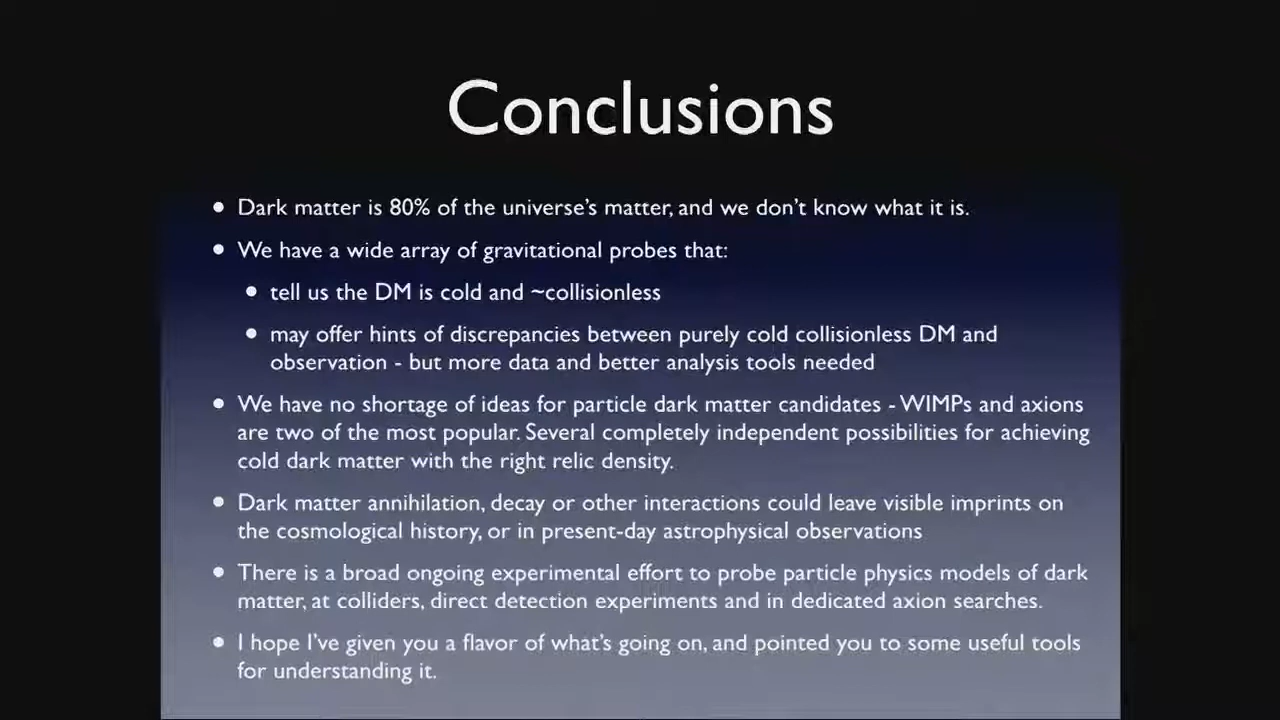 Conclusions
• Dark matter is 80% of the universe's matter, and we don't know what it is.
• We have a wide array of gravitational probes that:
• tell us the DM is cold and ~collisionless
• may offer hints of discrepancies between purely cold collisionless DM and
observation - but more data and better analysis tools needed
• We have no shortage of ideas for particle dark matter candidates - WIMPs and axions
are two of the most popular. Several completely independent possibilities for achieving
cold dark matter with the right relic density.
• Dark matter annihilation, decay or other interactions could leave visible imprints on
the cosmological history, or in present-day astrophysical observations
• There is a broad ongoing experimental effort to probe particle physics models of dark
matter, at colliders, direct detection experiments and in dedicated axion searches.
• I hope I've given you a flavor of what's going on, and pointed you to some useful tools
for understanding it.